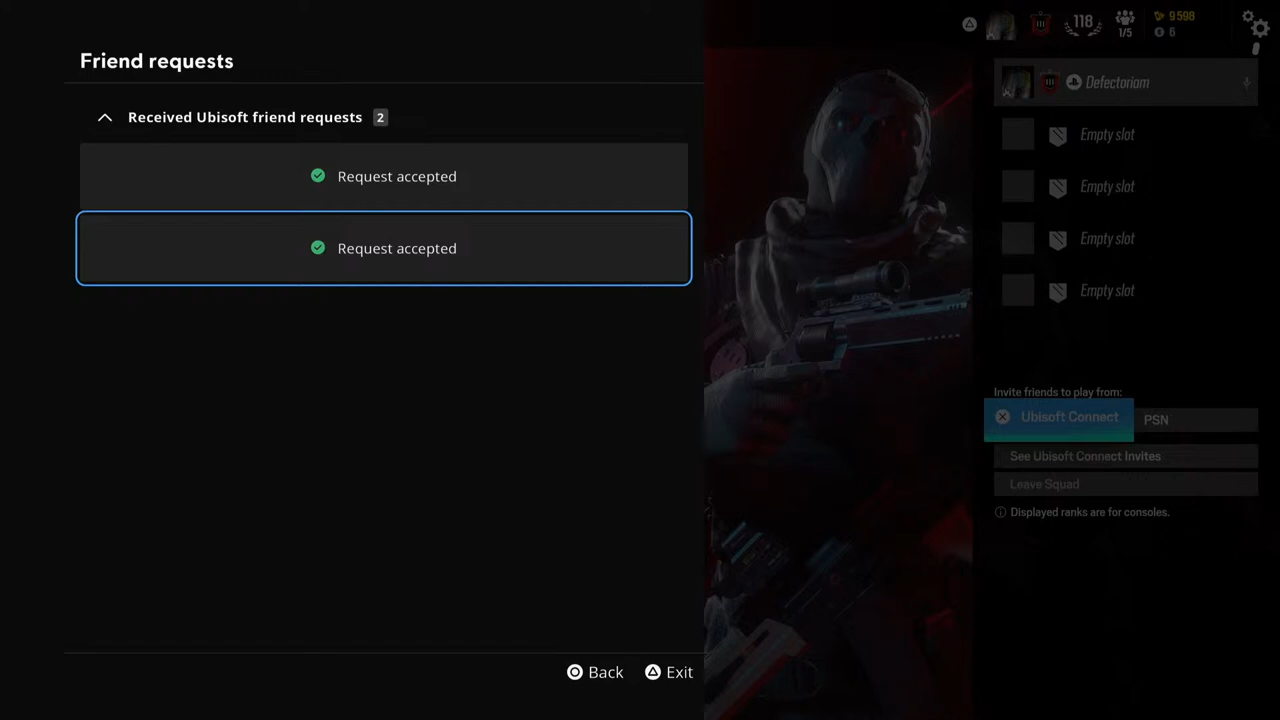 Friend requests
Received Ubisoft friend requests 2
Request accepted
Request accepted
Back Exit
118
1/5
9 598
6
Defectoriam
Empty slot
Empty slot
Empty slot
Empty slot
Invite friends to play from:
Ubisoft Connect PSN
See Ubisoft Connect Invites
Leave Squad
Displayed ranks are for consoles.